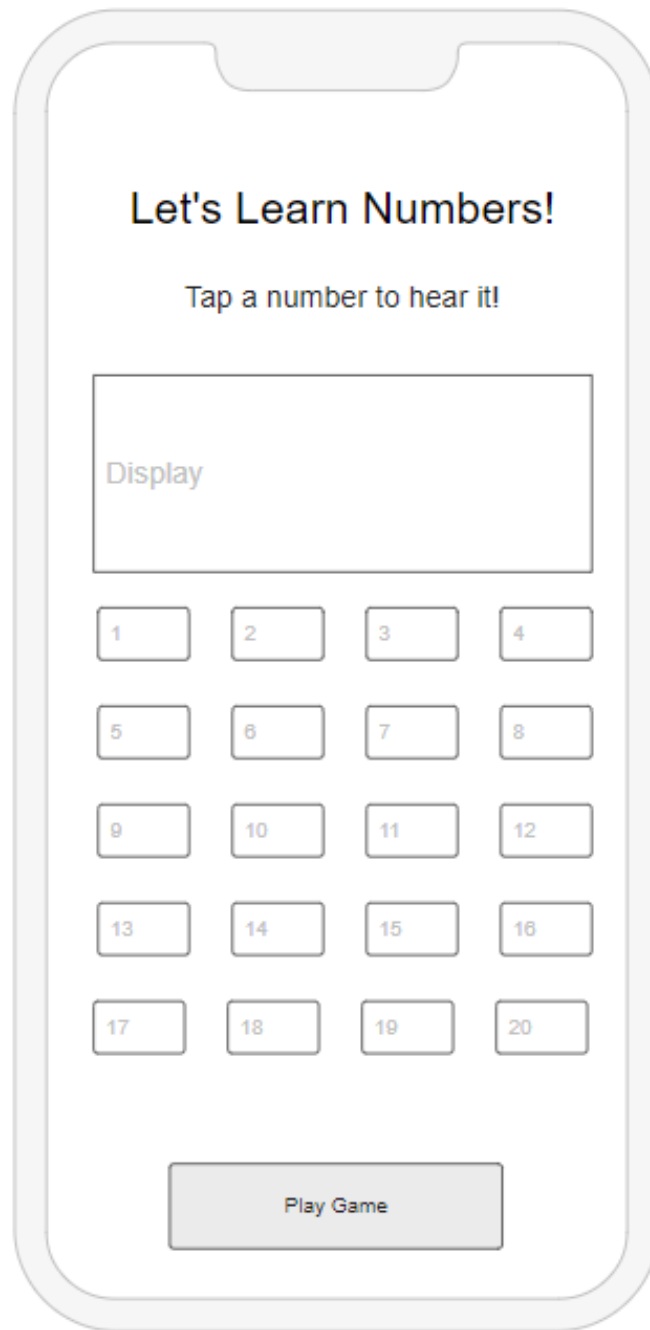 Let's Learn Numbers!
Tap a number to hear it!
Display
1 2 3 4
5 6 7 8
9 10 11 12
13 14 15 16
17 18 19 20
Play Game